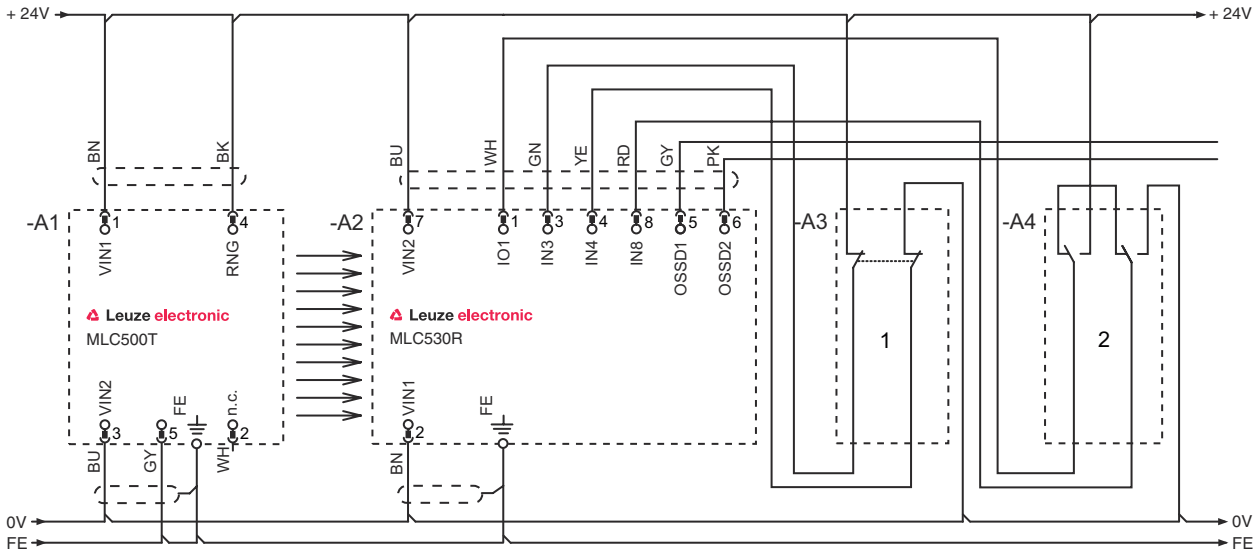 + 24V
+ 24V
BN
BK
BU
WH
GN
YE
RD
GY
PK
-A1
1
4
-A2
7
1
3
4
8
5
6
-A3
-A4
VIN1
RNG
VIN2
IO1
IN3
IN4
IN8
OSSD1
OSSD2
Leuze electronic
MLC500T
Leuze electronic
MLC530R
1
2
VIN2
FE
n.c.
VIN1
FE
3
5
2
2
BU
GY
WH
BN
0V
0V
FE
FE